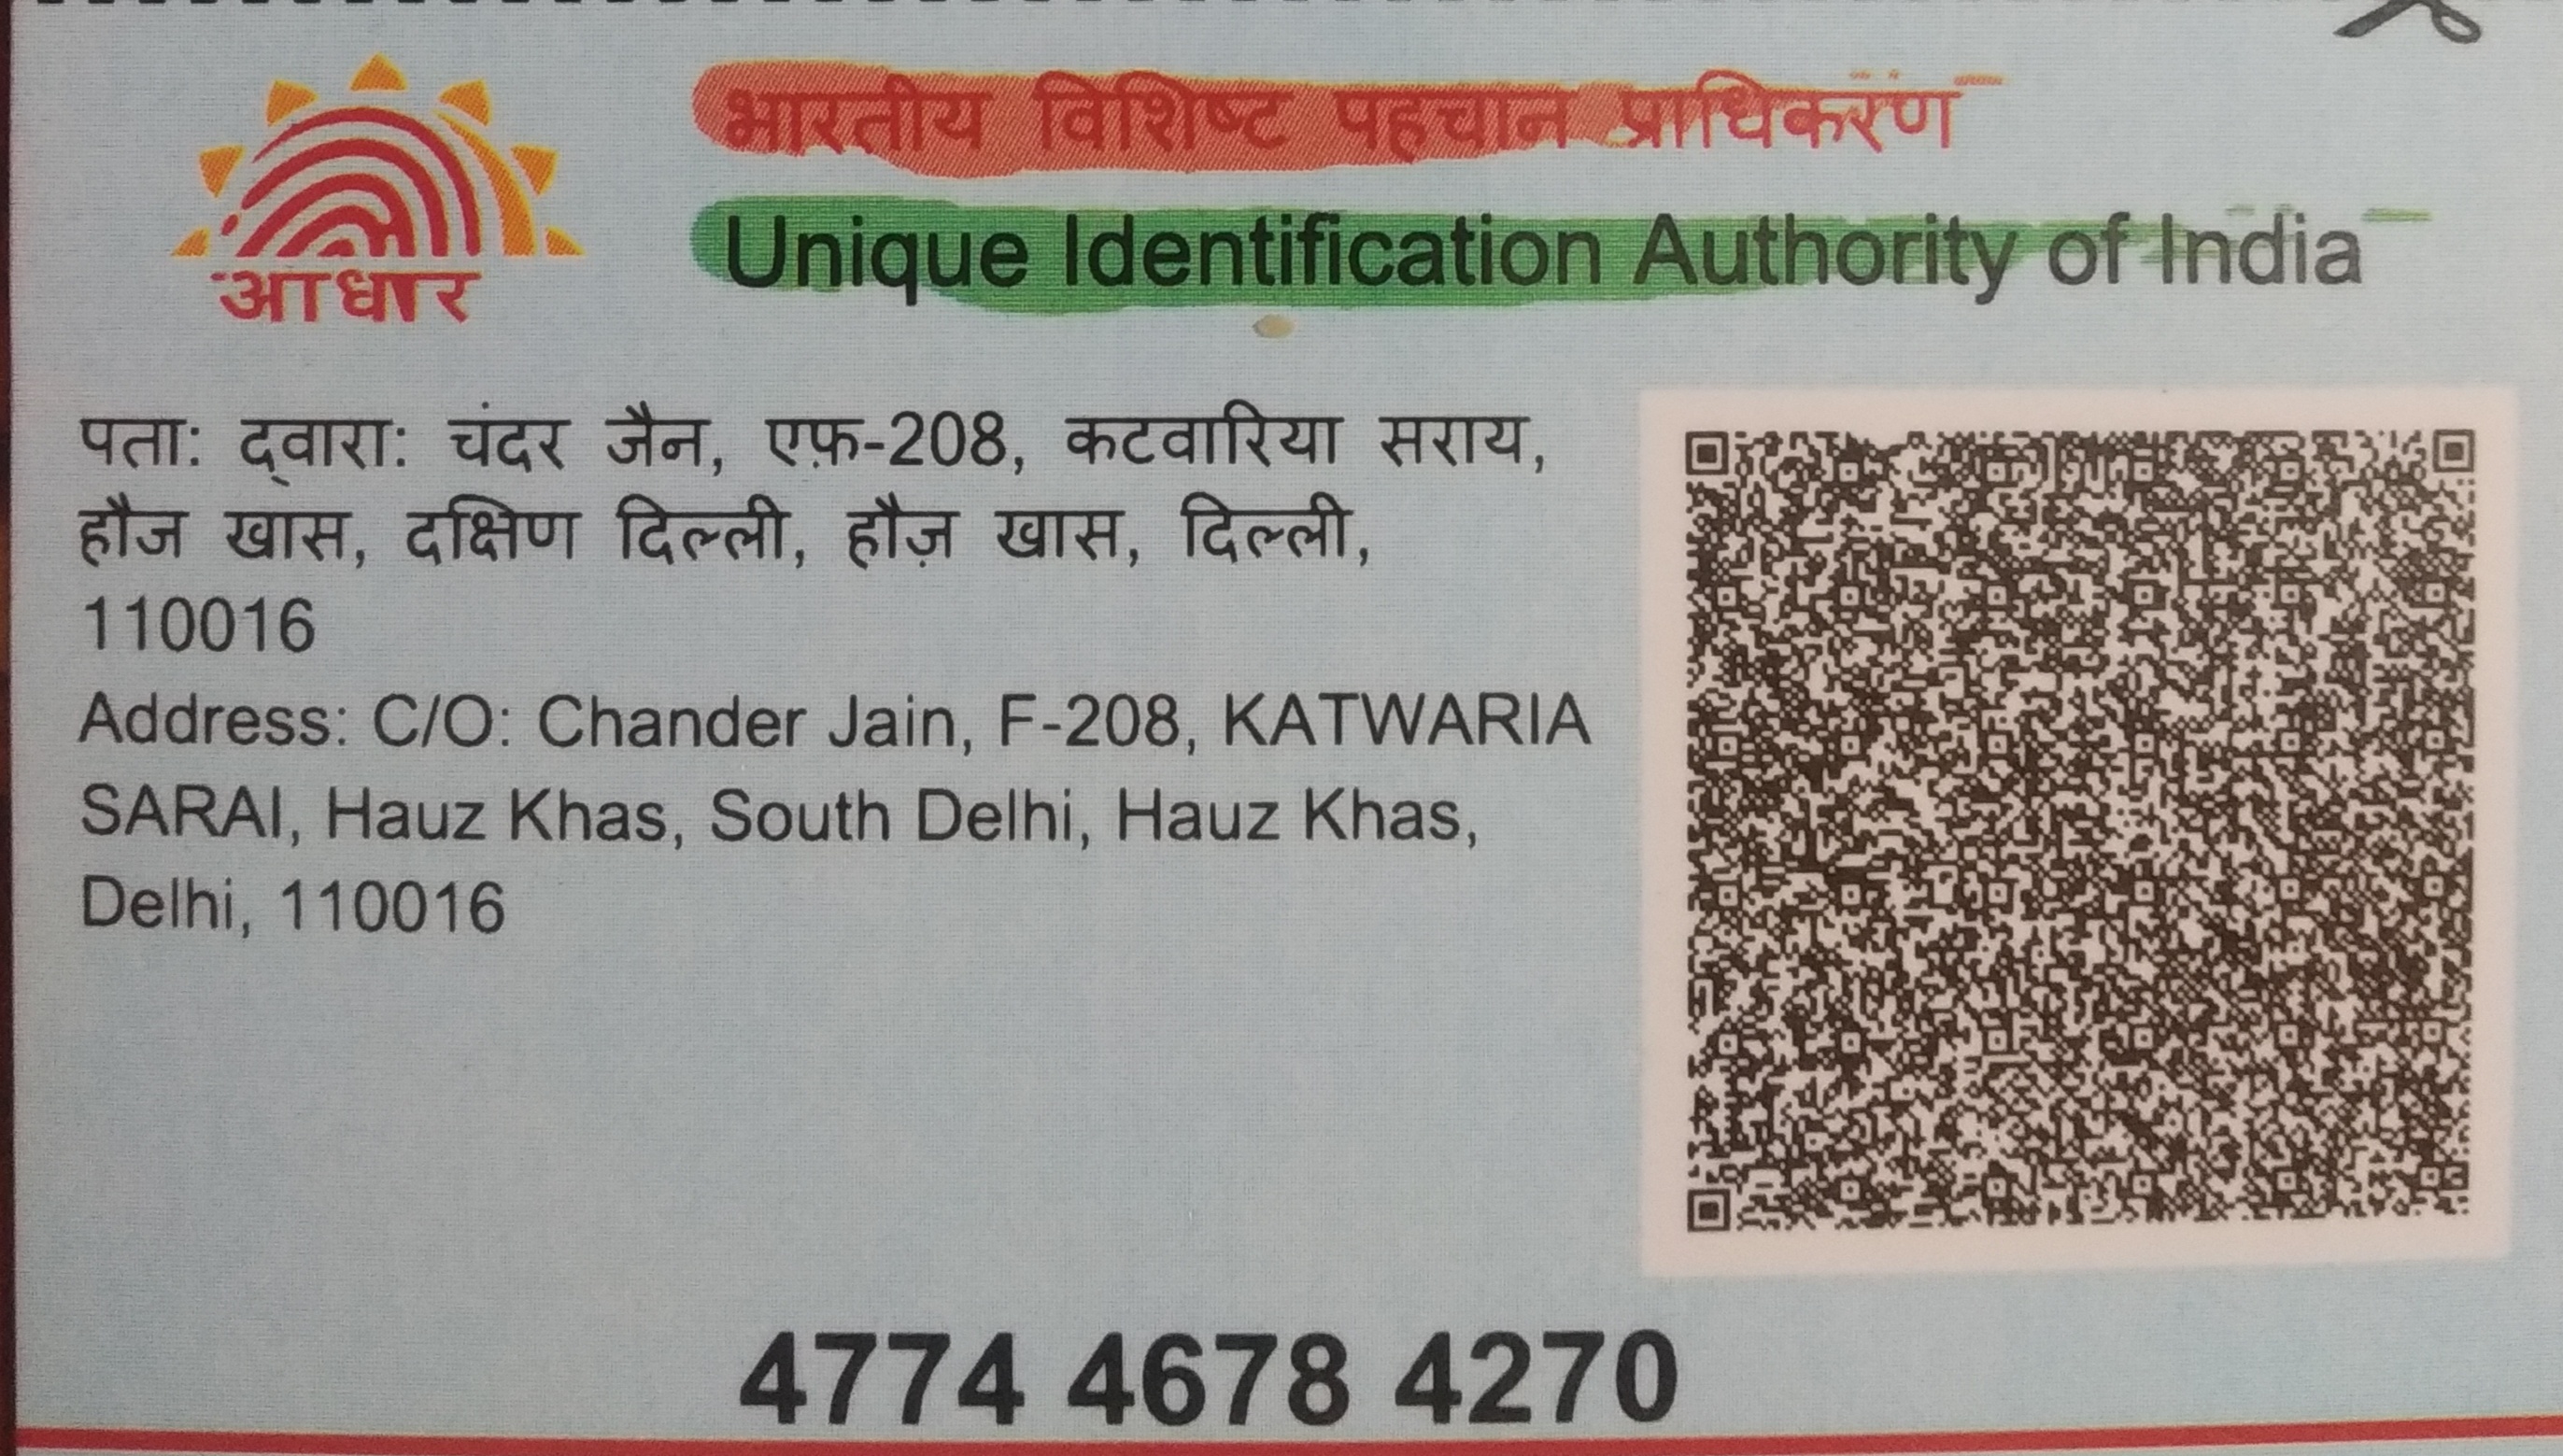 भारतीय विशिष्ट पहचान प्राधिकरण
Unique Identification Authority of India
आधार
पता: द्वारा: चंदर जैन, एफ़-208, कटवारिया सराय,
हौज खास, दक्षिण दिल्ली, हौज़ खास, दिल्ली,
110016
Address: C/O: Chander Jain, F-208, KATWARIA
SARAI, Hauz Khas, South Delhi, Hauz Khas,
Delhi, 110016
4774 4678 4270